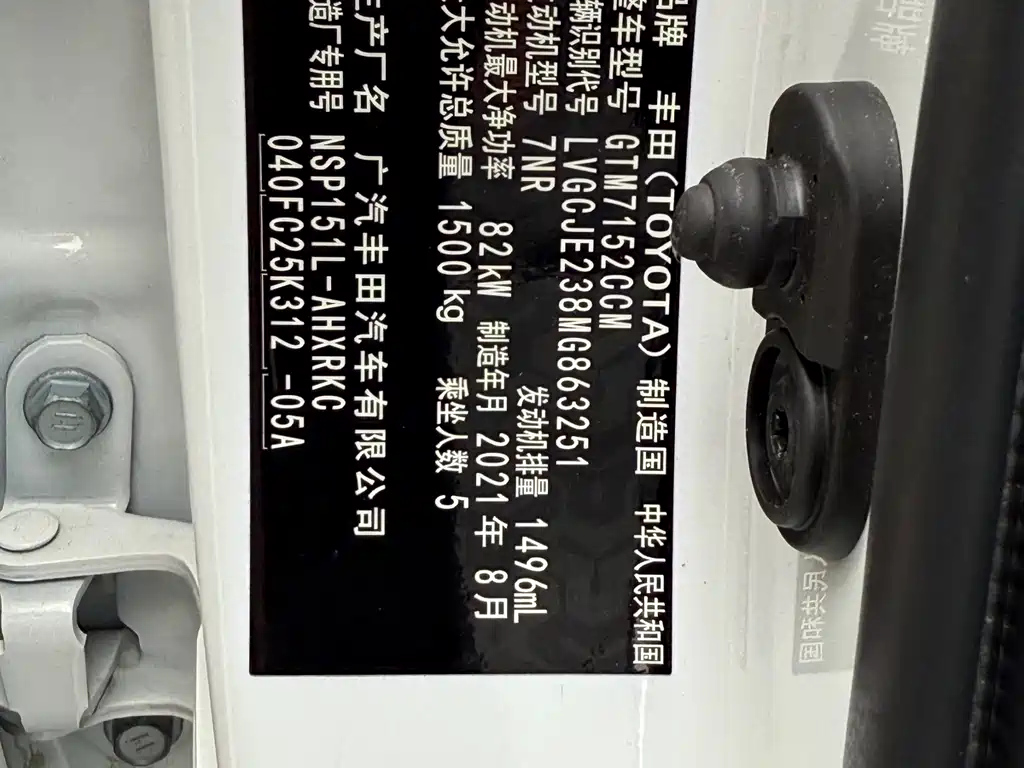 品牌 丰田(TOYOTA) 制造国 中华人民共和国
整车型号 GTM7152CCM
辆识别代号 LVGCJE238MG863251
动机型号 7NR 发动机排量 1496mL
动机最大净功率 82kW 制造年月 2021年8月
大允许总质量 1500kg 乘坐人数 5
生产厂名 广汽丰田汽车有限公司
造厂专用号 NSP151L-AHXRKC
040FC25K312 -05A